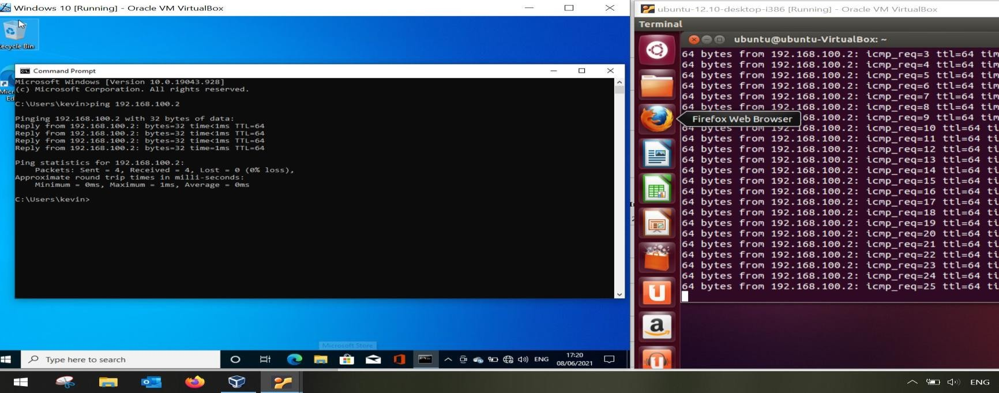 Windows 10 [Running] - Oracle VM VirtualBox
ecycle Bin
Micr
Ed
Command Prompt
Microsoft Windows [Version 10.0.19043.928]
(c) Microsoft Corporation. All rights reserved.
C:\Users\kevin>ping 192.168.100.2
Pinging 192.168.100.2 with 32 bytes of data:
Reply from 192.168.100.2: bytes=32 time<1ms TTL=64
Reply from 192.168.100.2: bytes=32 time<1ms TTL=64
Reply from 192.168.100.2: bytes=32 time<1ms TTL=64
Reply from 192.168.100.2: bytes=32 time=1ms TTL=64
Ping statistics for 192.168.100.2:
Packets: Sent = 4, Received = 4, Lost = 0 (0% loss),
Approximate round trip times in milli-seconds:
Minimum = 0ms, Maximum = 1ms, Average = 0ms
C:\Users\kevin>
Microsoft Store
Type here to search
ENG
17:20
08/06/2021
ubuntu-12.10-desktop-i386 [Running] - Oracle VM VirtualBox
Terminal
ubuntu@ubuntu-VirtualBox: ~
64 bytes from 192.168.100.2: icmp_req=3 ttl=64 tim
64 bytes from 192.168.100.2: icmp_req=4 ttl=64 tim
64 bytes from 192.168.100.2: icmp_req=5 ttl=64 tim
64 bytes from 192.168.100.2: icmp_req=6 ttl=64 tim
64 bytes from 192.168.100.2: icmp_req=7 ttl=64 tim
64 bytes from 192.168.100.2: icmp_req=8 ttl=64 tim
Firefox Web Browser
68.100.2: icmp_req=9 ttl=64 tim
64 bytes from 192.168.100.2: icmp_req=10 ttl=64 ti
64 bytes from 192.168.100.2: icmp_req=11 ttl=64 ti
64 bytes from 192.168.100.2: icmp_req=12 ttl=64 ti
64 bytes from 192.168.100.2: icmp_req=13 ttl=64 ti
64 bytes from 192.168.100.2: icmp_req=14 ttl=64 ti
64 bytes from 192.168.100.2: icmp_req=15 ttl=64 ti
64 bytes from 192.168.100.2: icmp_req=16 ttl=64 ti
64 bytes from 192.168.100.2: icmp_req=17 ttl=64 ti
64 bytes from 192.168.100.2: icmp_req=18 ttl=64 ti
64 bytes from 192.168.100.2: icmp_req=19 ttl=64 ti
64 bytes from 192.168.100.2: icmp_req=20 ttl=64 ti
64 bytes from 192.168.100.2: icmp_req=21 ttl=64 ti
64 bytes from 192.168.100.2: icmp_req=22 ttl=64 ti
64 bytes from 192.168.100.2: icmp_req=23 ttl=64 ti
64 bytes from 192.168.100.2: icmp_req=24 ttl=64 ti
64 bytes from 192.168.100.2: icmp_req=25 ttl=64 ti
ENG